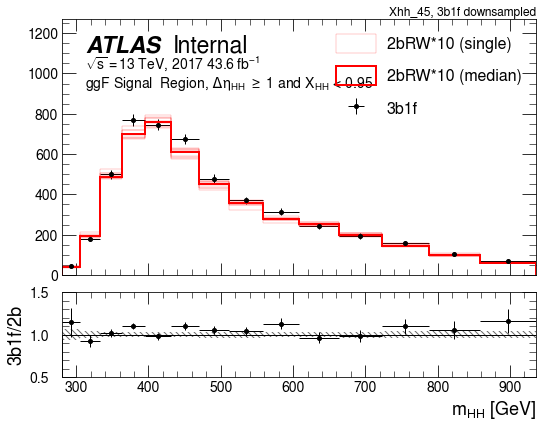 Xhh_45, 3b1f downsampled
ATLAS Internal
√s = 13 TeV, 2017 43.6 fb⁻¹
ggF Signal Region, Δη_HH ≥ 1 and X_HH < 0.95
2bRW*10 (single)
2bRW*10 (median)
3b1f
1200
1000
800
600
400
200
0
1.5
1.0
0.5
3b1f/2b
300 400 500 600 700 800 900
m_HH [GeV]